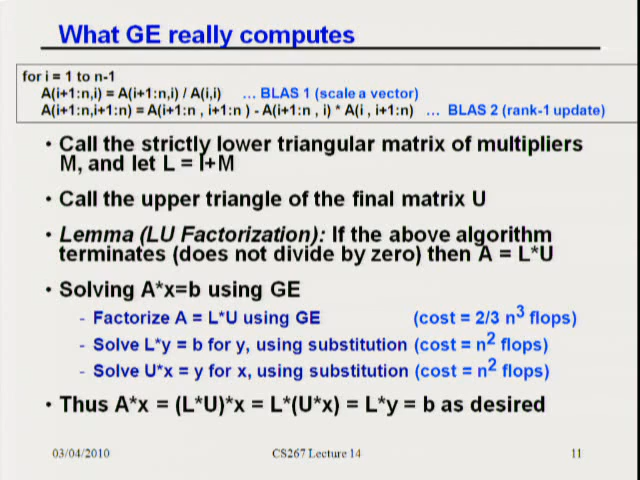 What GE really computes
for i = 1 to n-1
A(i+1:n,i) = A(i+1:n,i) / A(i,i) … BLAS 1 (scale a vector)
A(i+1:n,i+1:n) = A(i+1:n , i+1:n ) - A(i+1:n , i) * A(i , i+1:n) … BLAS 2 (rank-1 update)
• Call the strictly lower triangular matrix of multipliers
M, and let L = I+M
• Call the upper triangle of the final matrix U
• Lemma (LU Factorization): If the above algorithm
terminates (does not divide by zero) then A = L*U
• Solving A*x=b using GE
- Factorize A = L*U using GE (cost = 2/3 n3 flops)
- Solve L*y = b for y, using substitution (cost = n2 flops)
- Solve U*x = y for x, using substitution (cost = n2 flops)
• Thus A*x = (L*U)*x = L*(U*x) = L*y = b as desired
03/04/2010 CS267 Lecture 14 11